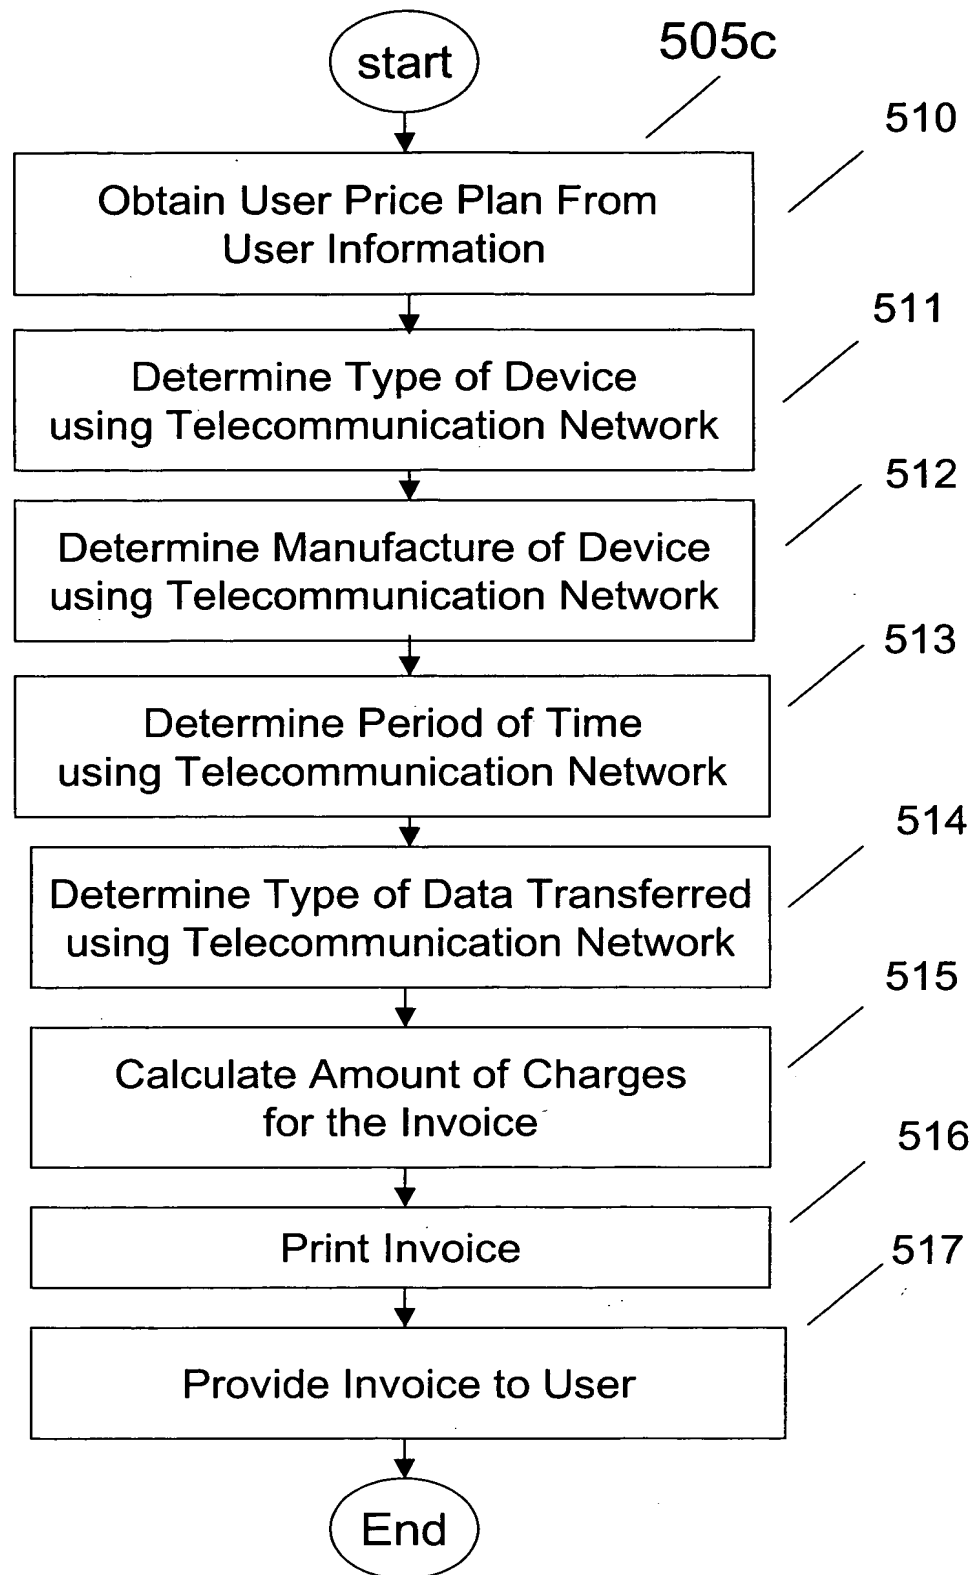 start
505c
510
Obtain User Price Plan From
User Information
511
Determine Type of Device
using Telecommunication Network
512
Determine Manufacture of Device
using Telecommunication Network
513
Determine Period of Time
using Telecommunication Network
514
Determine Type of Data Transferred
using Telecommunication Network
515
Calculate Amount of Charges
for the Invoice
516
Print Invoice
517
Provide Invoice to User
End